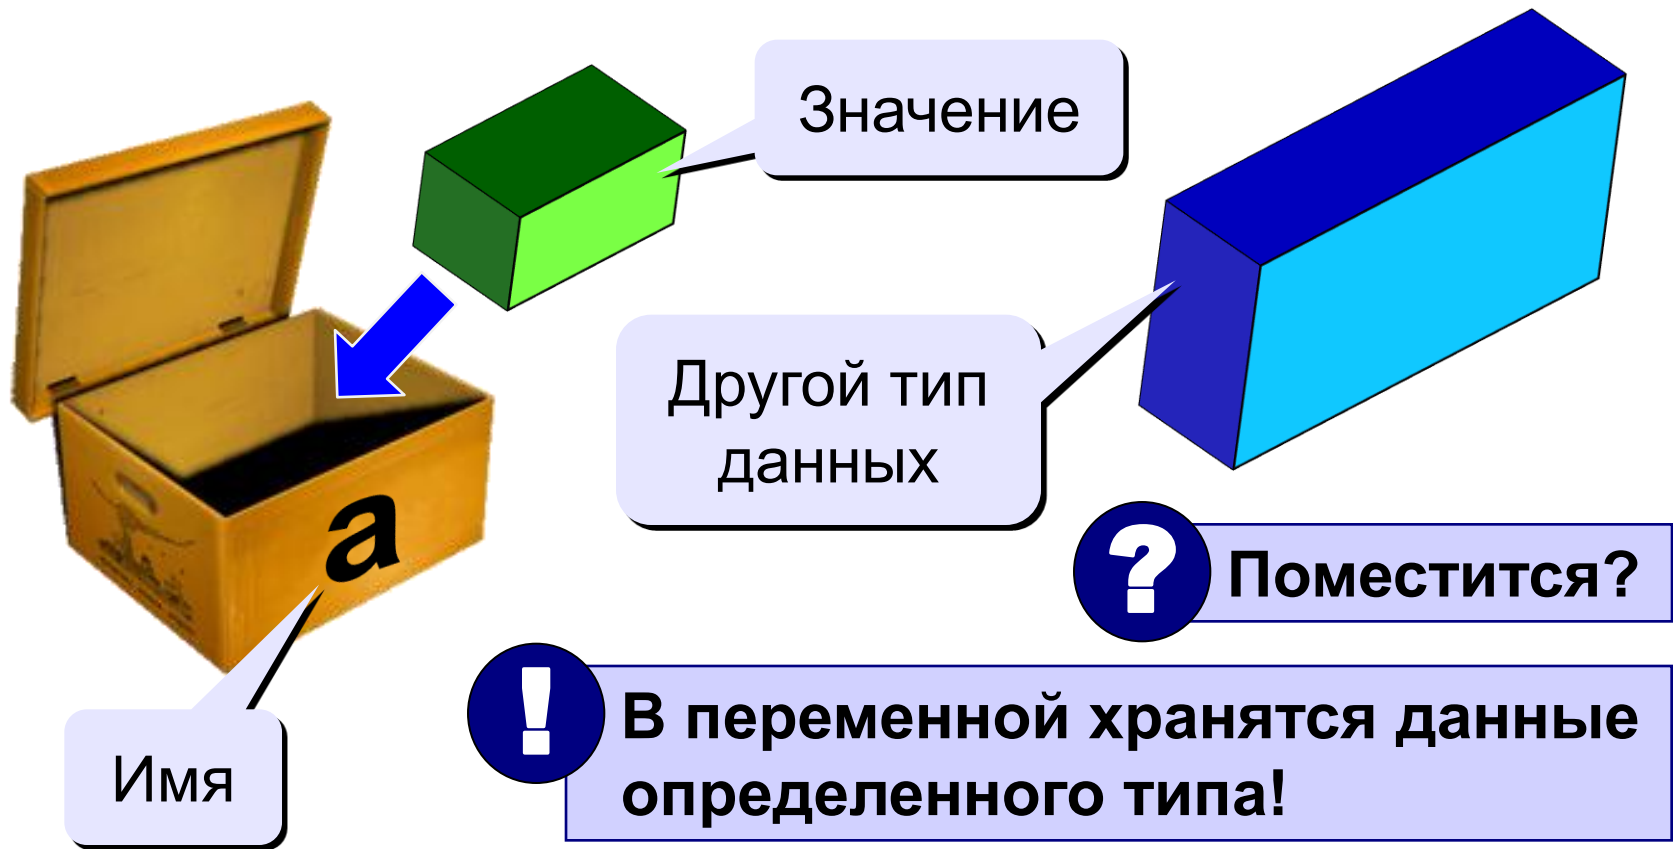 Значение
Другой тип
данных
a
? Поместится?
! В переменной хранятся данные
определенного типа!
Имя